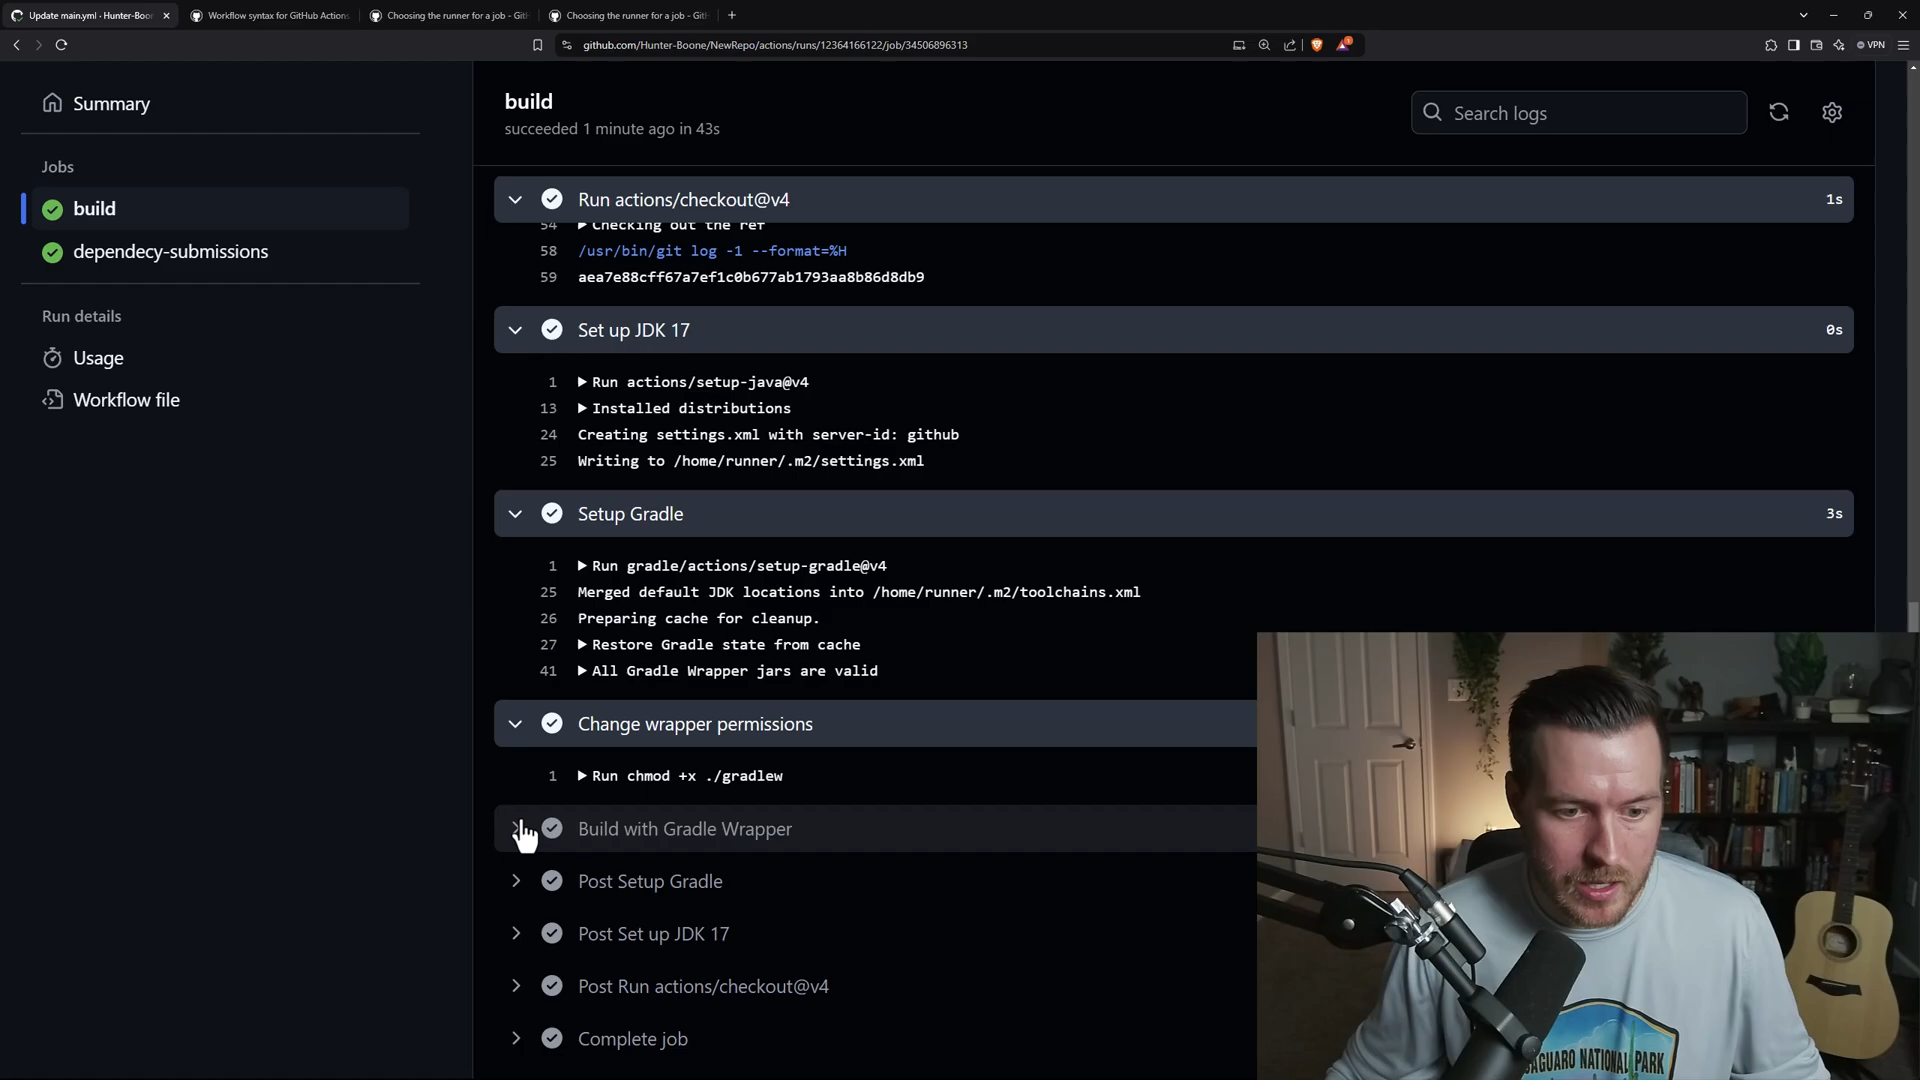 Update main.yml · Hunter-Boon
Workflow syntax for GitHub Actions
Choosing the runner for a job - GitH
Choosing the runner for a job - GitH
github.com/Hunter-Boone/NewRepo/actions/runs/12364166122/job/34506896313
VPN
Summary
Jobs
build
dependecy-submissions
Run details
Usage
Workflow file
build
succeeded 1 minute ago in 43s
Search logs
Run actions/checkout@v4
1s
54 Checking out the ref
58 /usr/bin/git log -1 --format=%H
59 aea7e88cff67a7ef1c0b677ab1793aa8b86d8db9
Set up JDK 17
0s
1 Run actions/setup-java@v4
13 Installed distributions
24 Creating settings.xml with server-id: github
25 Writing to /home/runner/.m2/settings.xml
Setup Gradle
3s
1 Run gradle/actions/setup-gradle@v4
25 Merged default JDK locations into /home/runner/.m2/toolchains.xml
26 Preparing cache for cleanup.
27 Restore Gradle state from cache
41 All Gradle Wrapper jars are valid
Change wrapper permissions
1 Run chmod +x ./gradlew
Build with Gradle Wrapper
Post Setup Gradle
Post Set up JDK 17
Post Run actions/checkout@v4
Complete job
AGUARO NATIONAL PARK